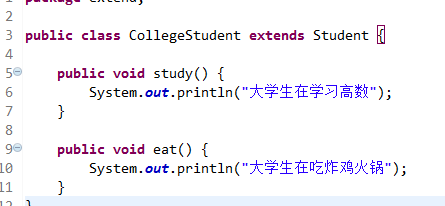 package extend;
3 public class CollegeStudent extends Student {
4
5 public void study() {
6 System.out.println("大学生在学习高数");
7 }
8
9 public void eat() {
10 System.out.println("大学生在吃炸鸡火锅");
11 }
12 }